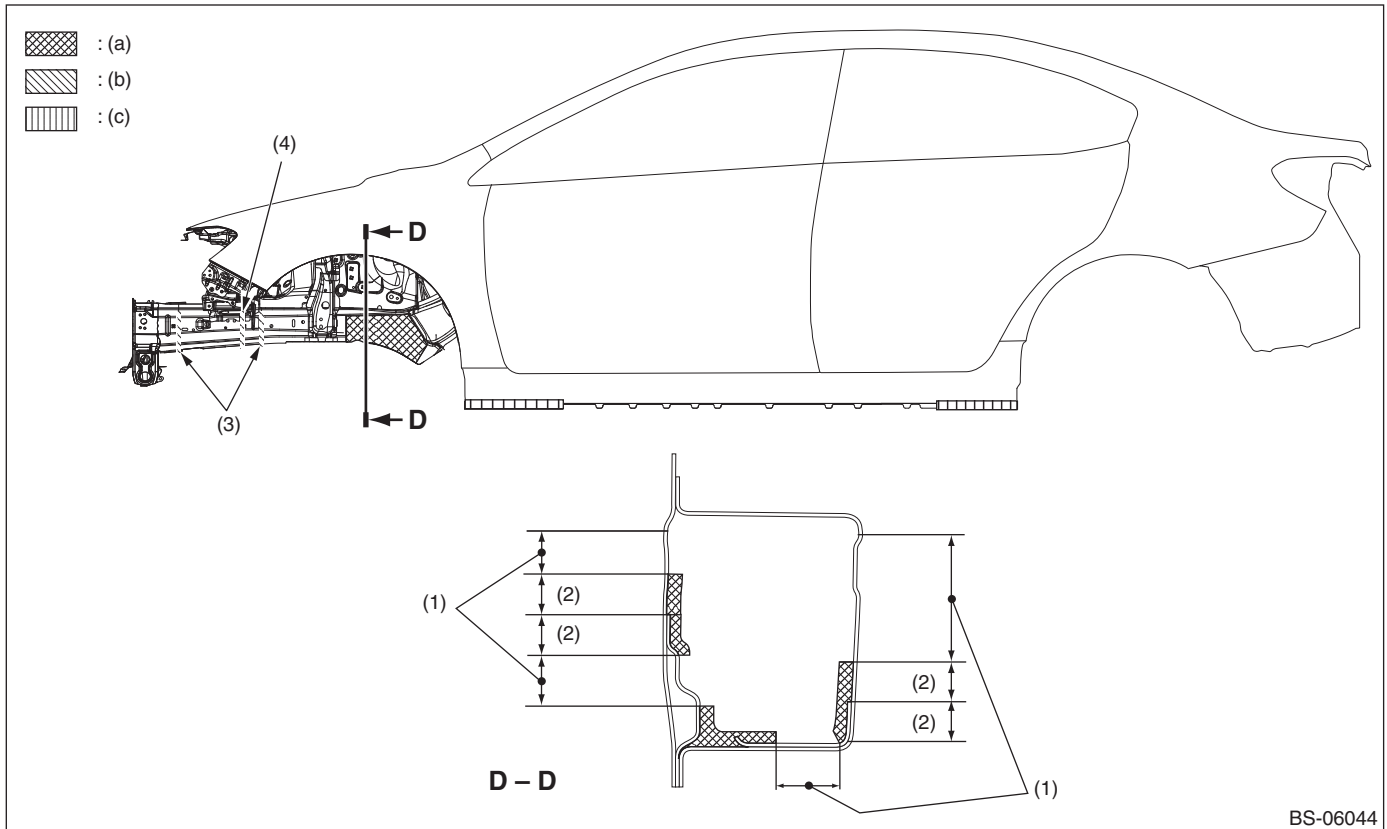 : (a)
: (b)
: (c)
(4)
D
D
(3)
(1)
(2)
(2)
(2)
(2)
(1)
D – D
BS-06044